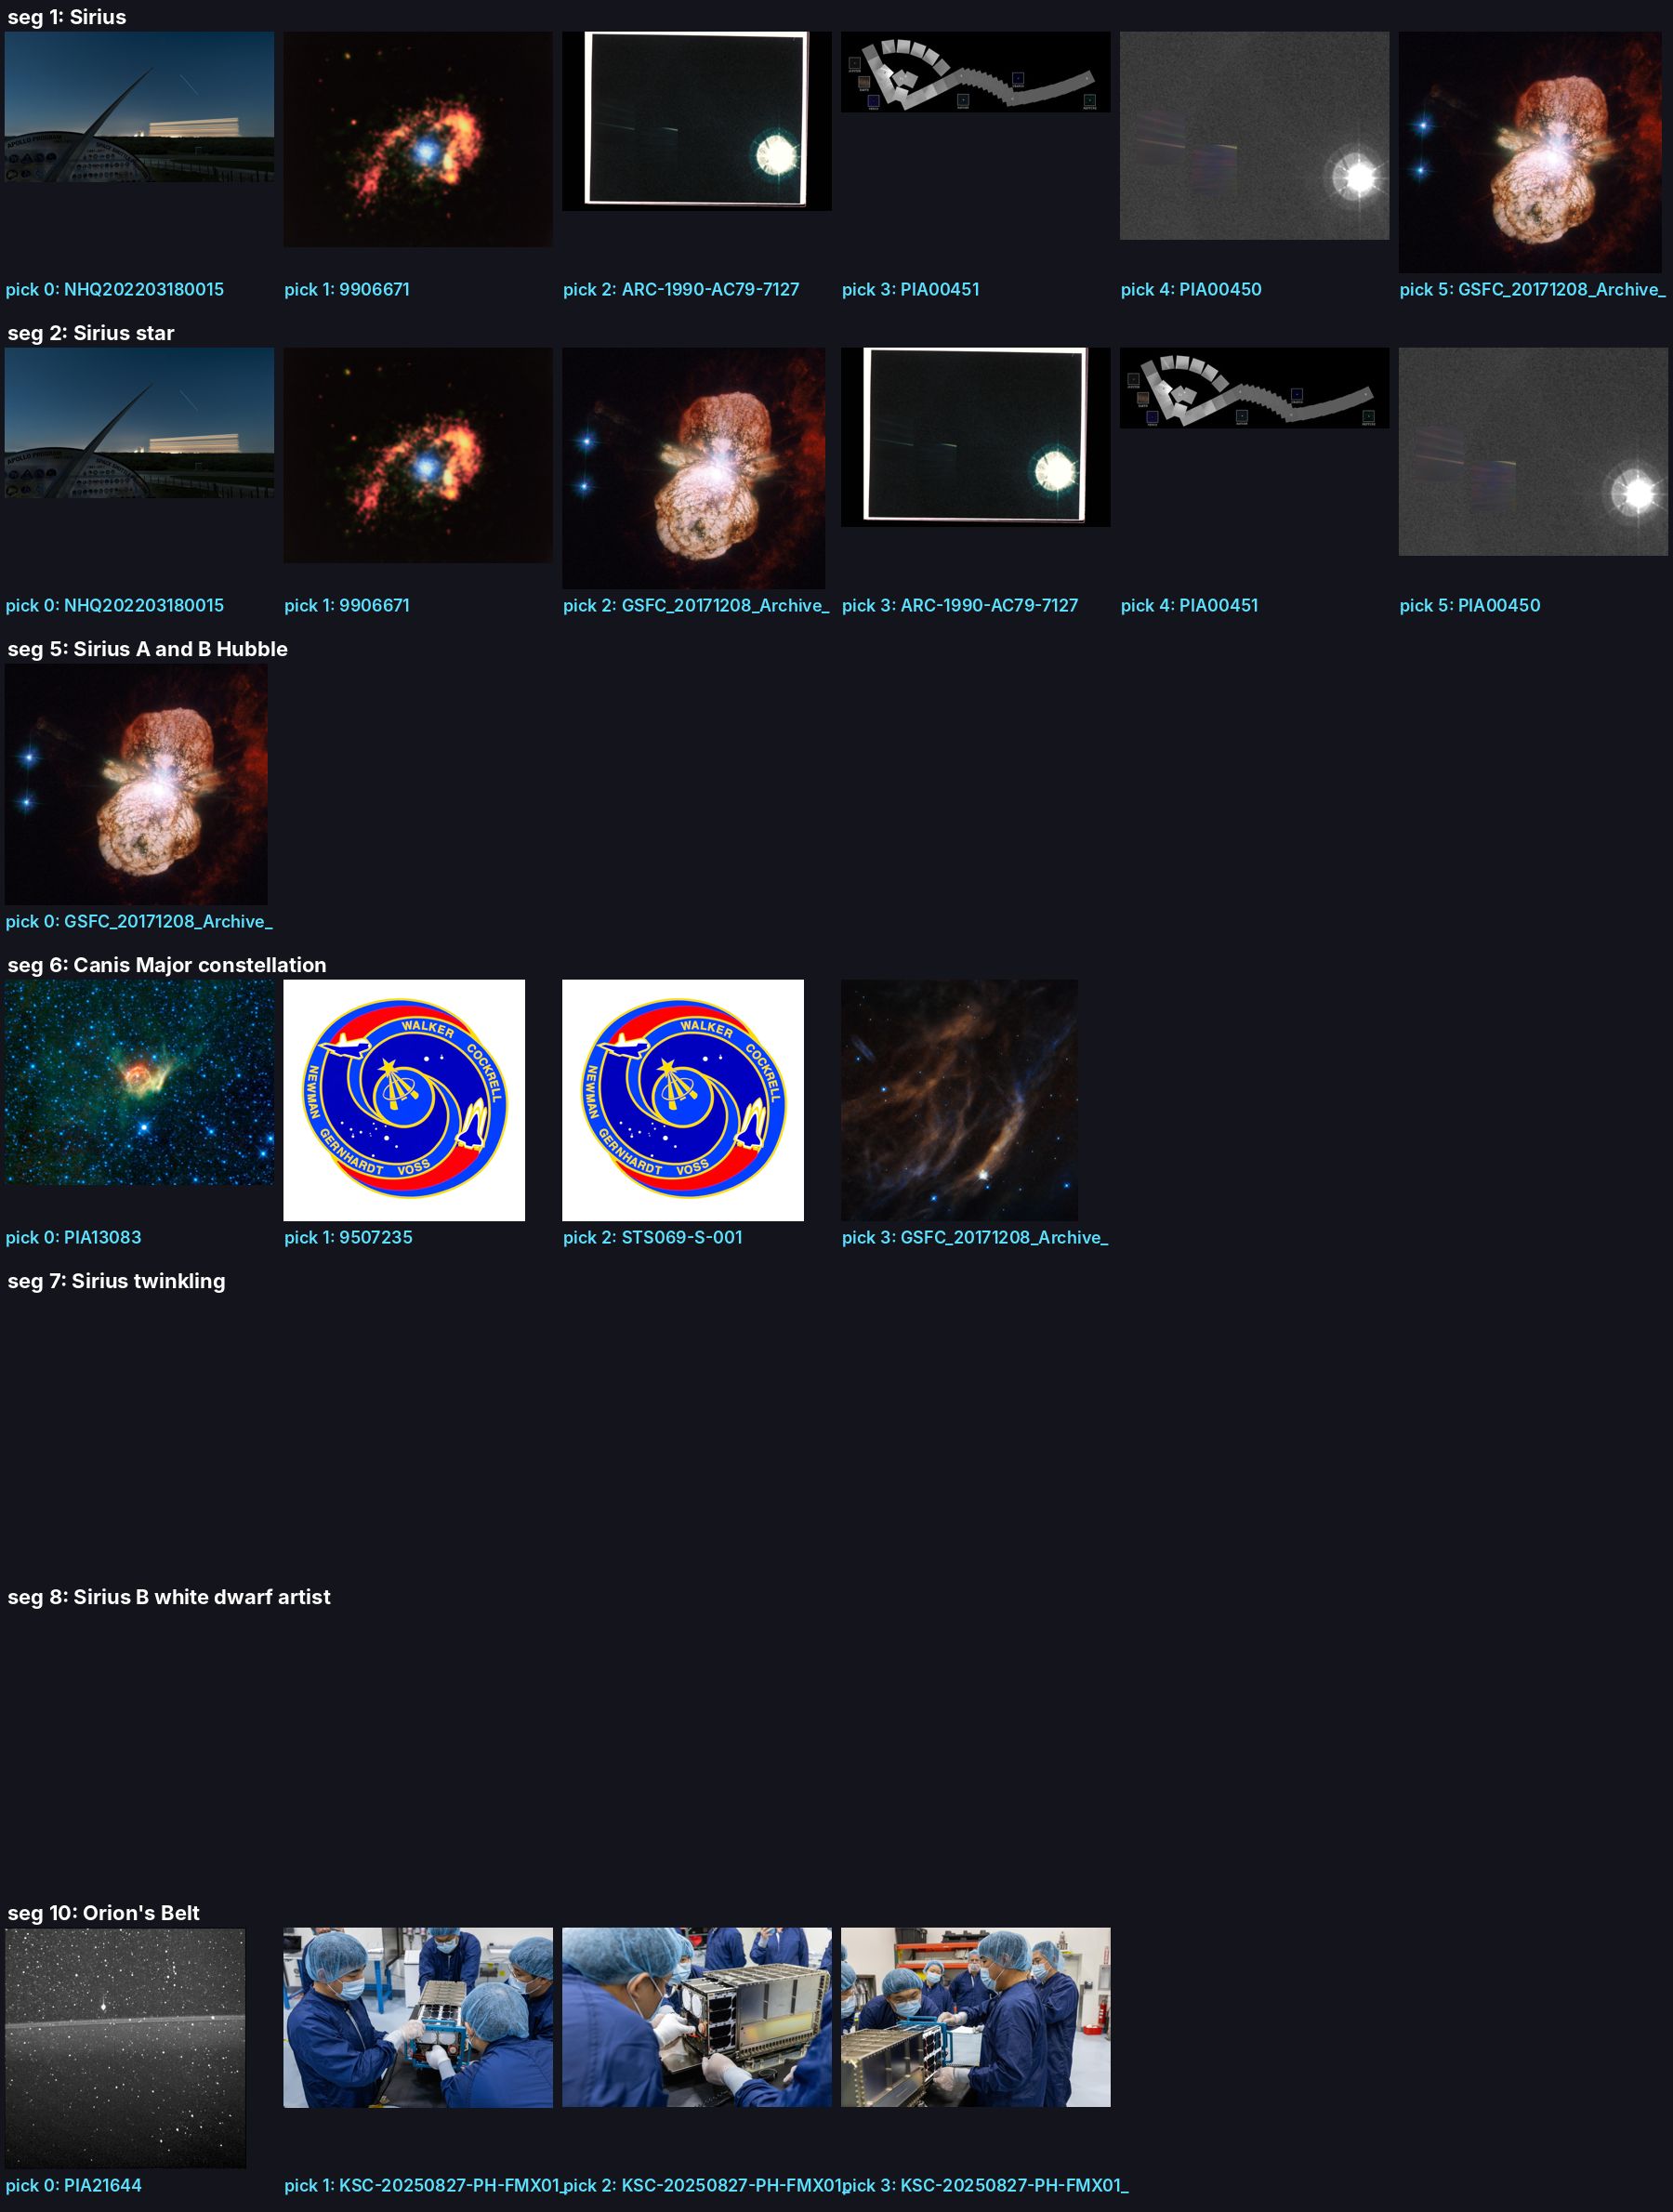 seg 1: Sirius
pick 0: NHQ202203180015
pick 1: 9906671
pick 2: ARC-1990-AC79-7127
pick 3: PIA00451
pick 4: PIA00450
pick 5: GSFC_20171208_Archive_
seg 2: Sirius star
pick 0: NHQ202203180015
pick 1: 9906671
pick 2: GSFC_20171208_Archive_
pick 3: ARC-1990-AC79-7127
pick 4: PIA00451
pick 5: PIA00450
seg 5: Sirius A and B Hubble
pick 0: GSFC_20171208_Archive_
seg 6: Canis Major constellation
WALKER
COCKRELL
NEWMAN
GERNHARDT
VOSS
WALKER
COCKRELL
NEWMAN
GERNHARDT
VOSS
pick 0: PIA13083
pick 1: 9507235
pick 2: STS069-S-001
pick 3: GSFC_20171208_Archive_
seg 7: Sirius twinkling
seg 8: Sirius B white dwarf artist
seg 10: Orion's Belt
pick 0: PIA21644
pick 1: KSC-20250827-PH-FMX01_
pick 2: KSC-20250827-PH-FMX01_
pick 3: KSC-20250827-PH-FMX01_